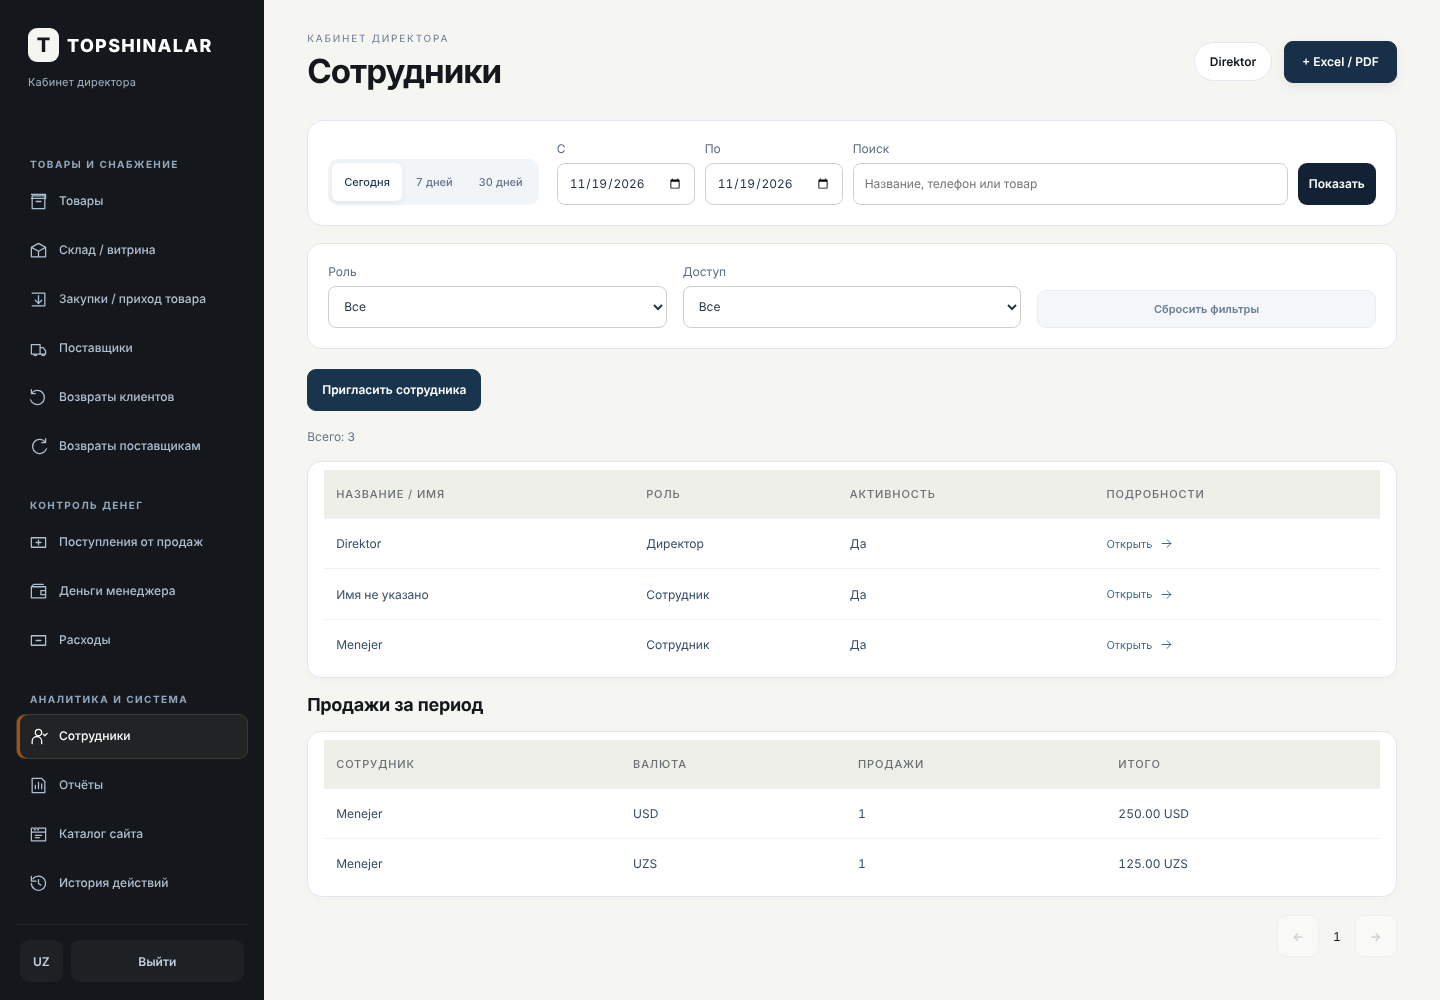 T TOPSHINALAR
Кабинет директора
ТОВАРЫ И СНАБЖЕНИЕ
Товары
Склад / витрина
Закупки / приход товара
Поставщики
Возвраты клиентов
Возвраты поставщикам
КОНТРОЛЬ ДЕНЕГ
Поступления от продаж
Деньги менеджера
Расходы
АНАЛИТИКА И СИСТЕМА
Сотрудники
Отчёты
Каталог сайта
История действий
UZ Выйти
КАБИНЕТ ДИРЕКТОРА
Сотрудники
Direktor + Excel / PDF
С По Поиск
Сегодня 7 дней 30 дней 11/19/2026 11/19/2026 Название, телефон или товар Показать
Роль Доступ
Все Все Сбросить фильтры
Пригласить сотрудника
Всего: 3
НАЗВАНИЕ / ИМЯ РОЛЬ АКТИВНОСТЬ ПОДРОБНОСТИ
Direktor Директор Да Открыть →
Имя не указано Сотрудник Да Открыть →
Menejer Сотрудник Да Открыть →
Продажи за период
СОТРУДНИК ВАЛЮТА ПРОДАЖИ ИТОГО
Menejer USD 1 250.00 USD
Menejer UZS 1 125.00 UZS
← 1 →